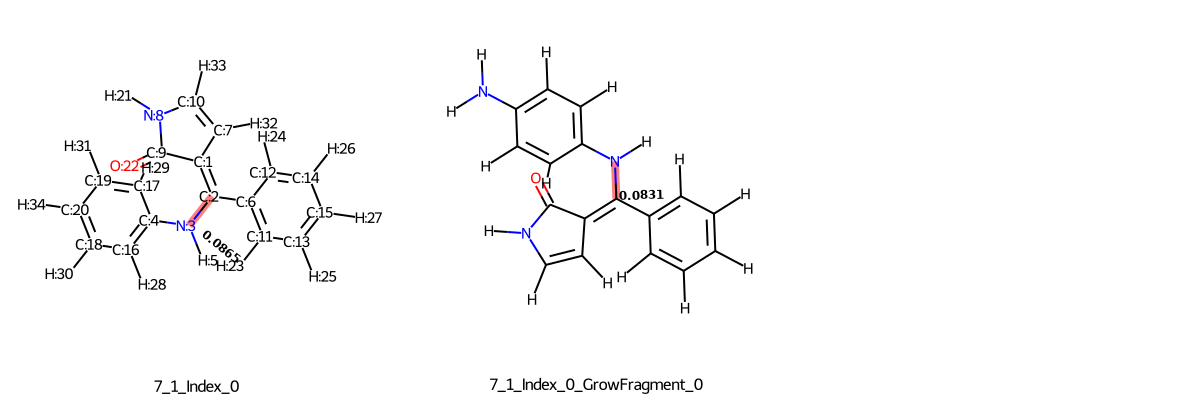 H:33
H:21
C:10
N:8
H:32
C:7
H:24
H:31
C:9
O:22
H:29
C:1
H:26
C:12
C:14
C:19
C:17
C:2
C:6
H:34
C:20
C:4
N:3
C:15
H:27
0.0865
C:18
C:16
C:11
C:13
H:5
H:23
H:30
H:28
H:25
7_1_Index_0
H
H
H
N
H
H
H
N
H
H
O
0.0831
H
H
H
N
H
H
H
H
H
7_1_Index_0_GrowFragment_0